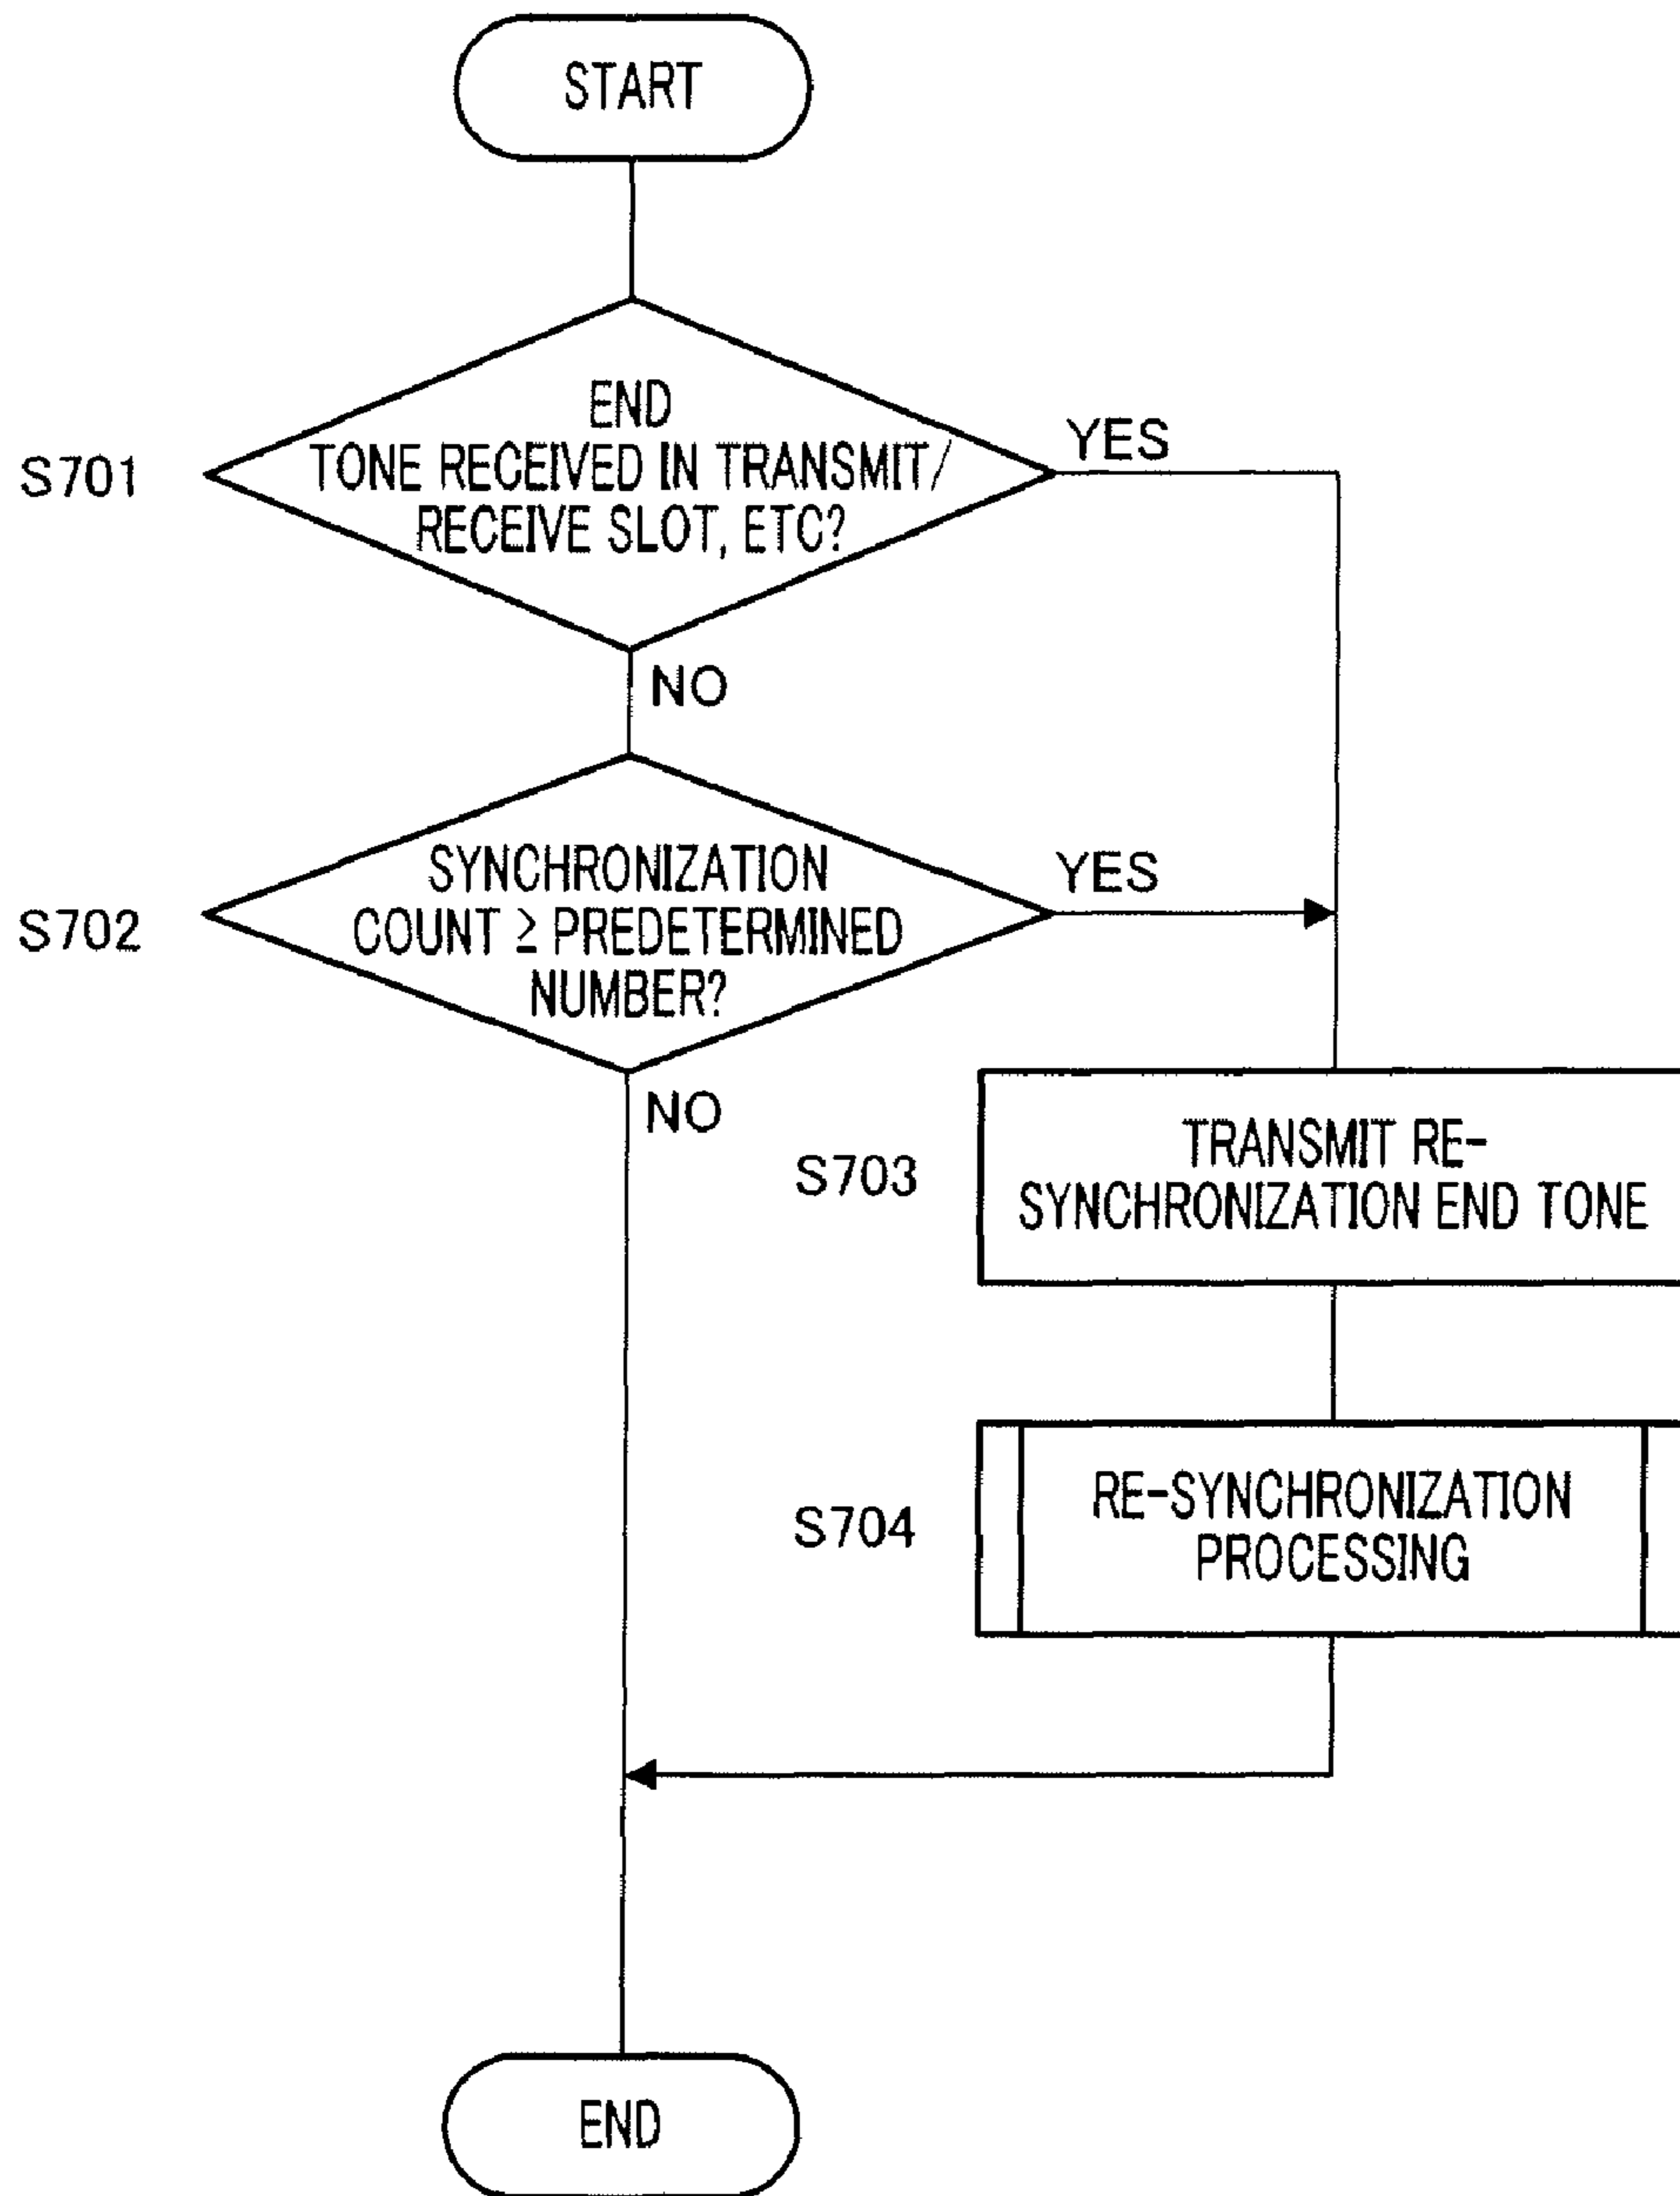 START
END
TONE RECEIVED IN TRANSMIT/
RECEIVE SLOT, ETC?
S701
YES
NO
SYNCHRONIZATION
COUNT ≥ PREDETERMINED
NUMBER?
S702
YES
NO
TRANSMIT RE-
SYNCHRONIZATION END TONE
S703
RE-SYNCHRONIZATION
PROCESSING
S704
END